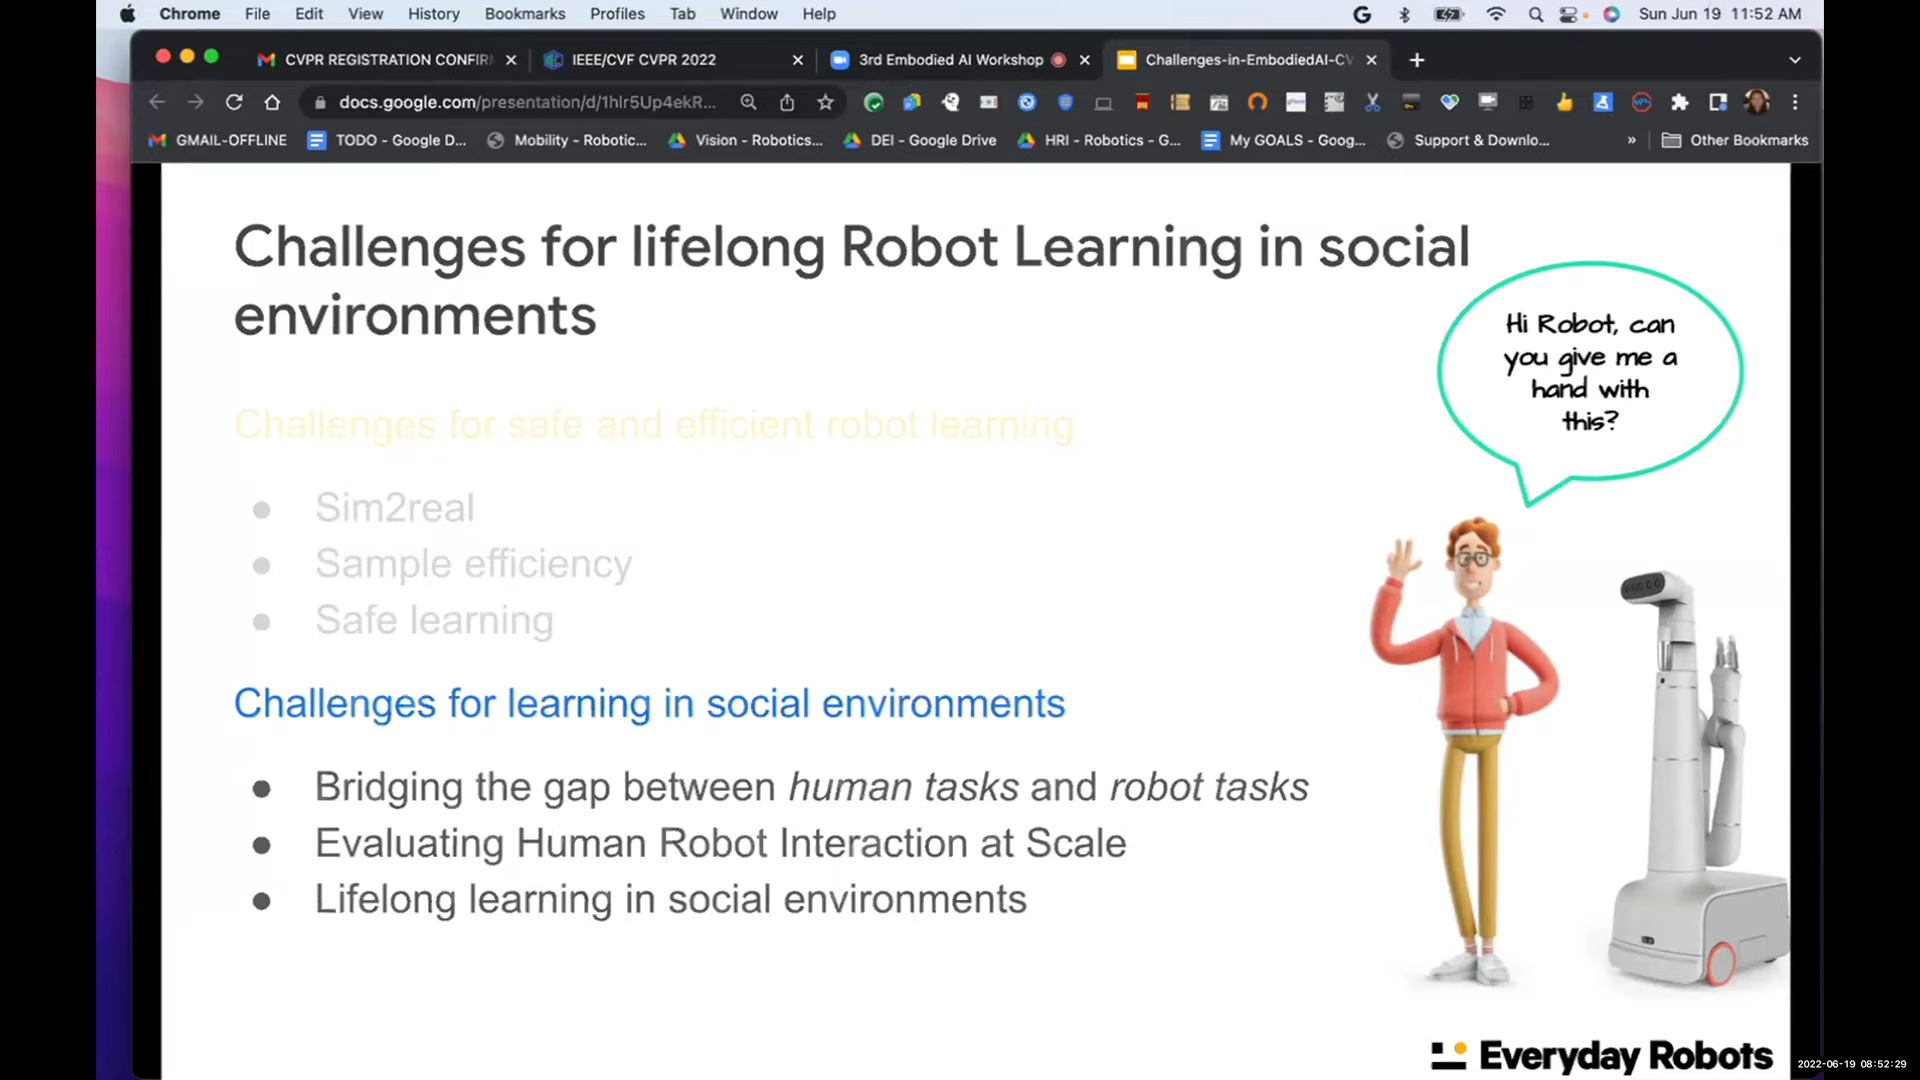 Chrome File Edit View History Bookmarks Profiles Tab Window Help Sun Jun 19 11:52 AM
CVPR REGISTRATION CONFIR IEEE/CVF CVPR 2022 3rd Embodied AI Workshop Challenges-in-EmbodiedAI-CV
docs.google.com/presentation/d/1hlr5Up4ekR...
GMAIL-OFFLINE TODO - Google D... Mobility - Robotic... Vision - Robotics... DEI - Google Drive HRI - Robotics - G... My GOALS - Goog... Support & Downlo... » Other Bookmarks
Challenges for lifelong Robot Learning in social
environments
Hi Robot, can
you give me a
hand with
this?
Challenges for safe and efficient robot learning
● Sim2real
● Sample efficiency
● Safe learning
Challenges for learning in social environments
● Bridging the gap between human tasks and robot tasks
● Evaluating Human Robot Interaction at Scale
● Lifelong learning in social environments
Everyday Robots
2022-06-19 08:52:29